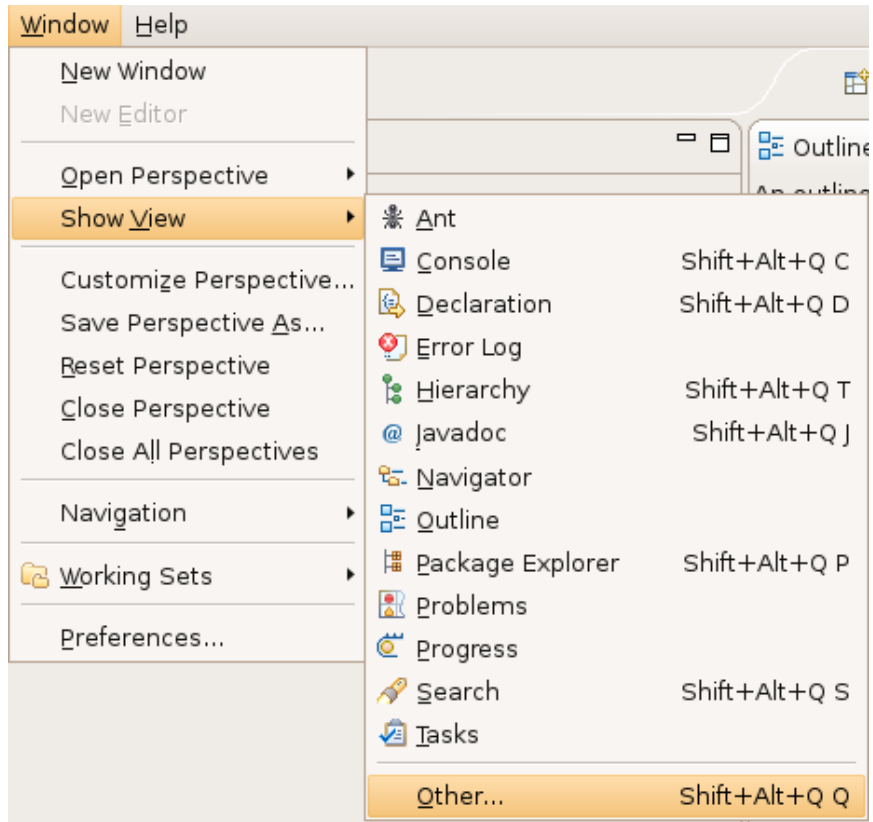 Window Help
New Window
New Editor
Open Perspective
Show View
Customize Perspective...
Save Perspective As...
Reset Perspective
Close Perspective
Close All Perspectives
Navigation
Working Sets
Preferences...
Outline
An outline
Ant
Console Shift+Alt+Q C
Declaration Shift+Alt+Q D
Error Log
Hierarchy Shift+Alt+Q T
@ Javadoc Shift+Alt+Q J
Navigator
Outline
Package Explorer Shift+Alt+Q P
Problems
Progress
Search Shift+Alt+Q S
Tasks
Other... Shift+Alt+Q Q